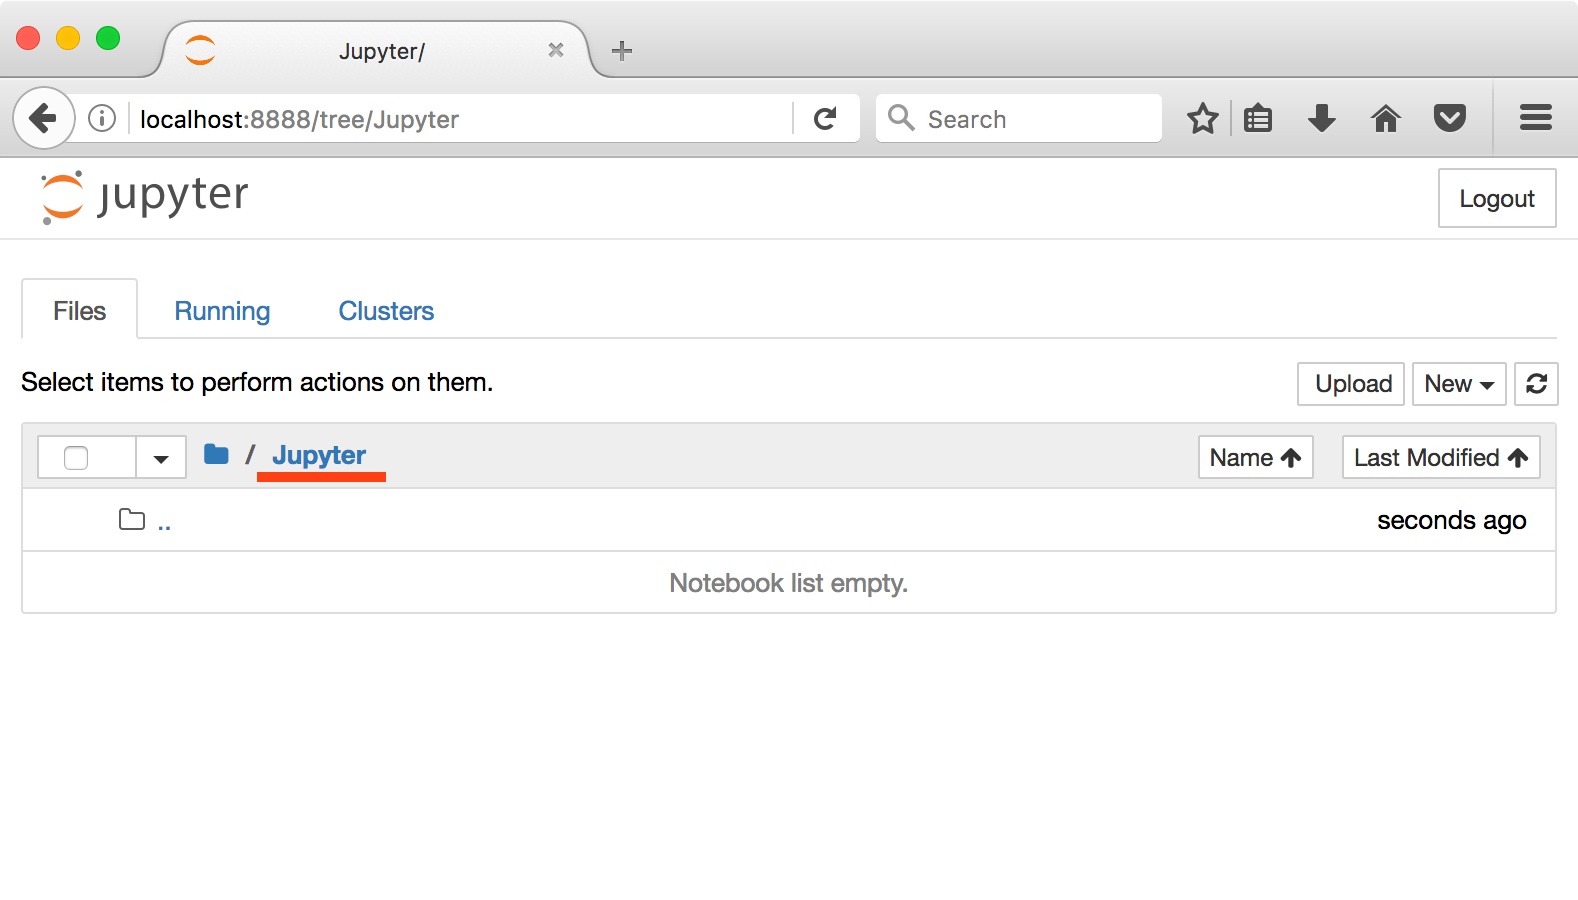 Jupyter/
localhost:8888/tree/Jupyter
Search
jupyter
Logout
Files
Running
Clusters
Select items to perform actions on them.
Upload
New
/ Jupyter
Name
Last Modified
..
seconds ago
Notebook list empty.